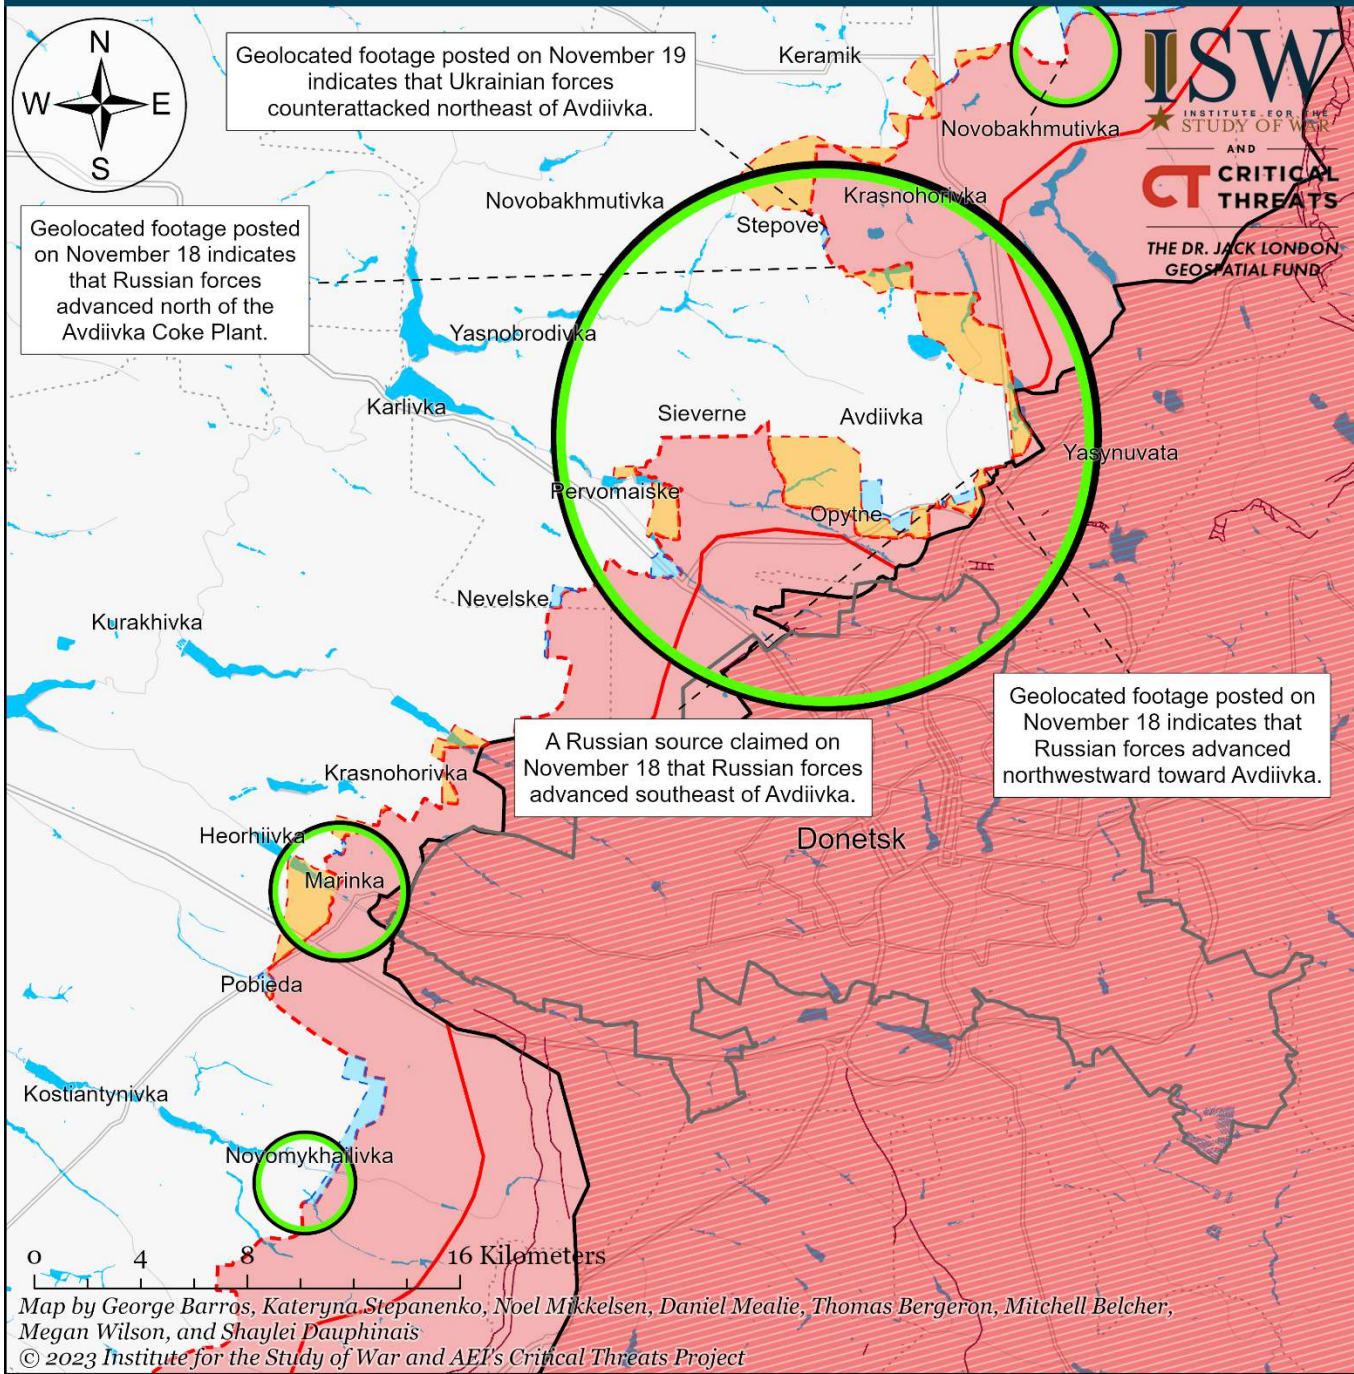 N
W
E
S
Geolocated footage posted on November 19
indicates that Ukrainian forces
counterattacked northeast of Avdiivka.
Keramik
Novobakhmutivka
ISW
INSTITUTE FOR THE
STUDY OF WAR
AND
CT CRITICAL
THREATS
THE DR. JACK LONDON
GEOSPATIAL FUND
Novobakhmutivka
Krasnohorivka
Stepove
Geolocated footage posted
on November 18 indicates
that Russian forces
advanced north of the
Avdiivka Coke Plant.
Yasnobrodivka
Karlivka
Sieverne
Avdiivka
Yasynuvata
Pervomaiske
Opytne
Nevelske
Kurakhivka
Geolocated footage posted on
November 18 indicates that
Russian forces advanced
northwestward toward Avdiivka.
A Russian source claimed on
November 18 that Russian forces
advanced southeast of Avdiivka.
Krasnohorivka
Heorhiivka
Donetsk
Marinka
Pobieda
Kostiantynivka
Novomykhailivka
0 4 8 16 Kilometers
Map by George Barros, Kateryna Stepanenko, Noel Mikkelsen, Daniel Mealie, Thomas Bergeron, Mitchell Belcher,
Megan Wilson, and Shaylei Dauphinais
© 2023 Institute for the Study of War and AEI's Critical Threats Project